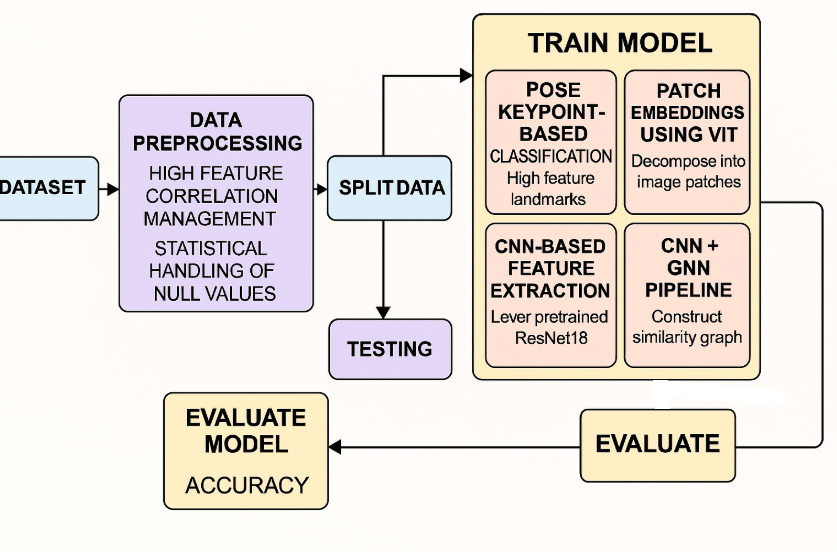 DATASET
DATA
PREPROCESSING
HIGH FEATURE
CORRELATION
MANAGEMENT
STATISTICAL
HANDLING OF
NULL VALUES
SPLIT DATA
TESTING
TRAIN MODEL
POSE
KEYPOINT-
BASED
CLASSIFICATION
High feature
landmarks
PATCH
EMBEDDINGS
USING VIT
Decompose into
image patches
CNN-BASED
FEATURE
EXTRACTION
Lever pretrained
ResNet18
CNN +
GNN
PIPELINE
Construct
similarity graph
EVALUATE
EVALUATE
MODEL
ACCURACY